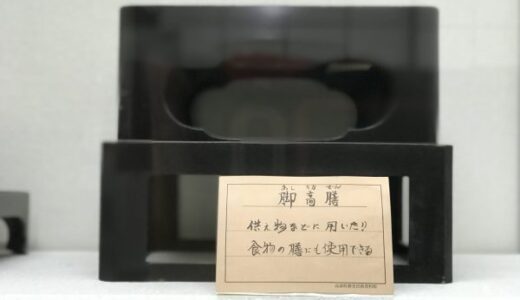 あし たか ぜん
脚高膳
供え物などに用いたり
食物の膳にも使用できる